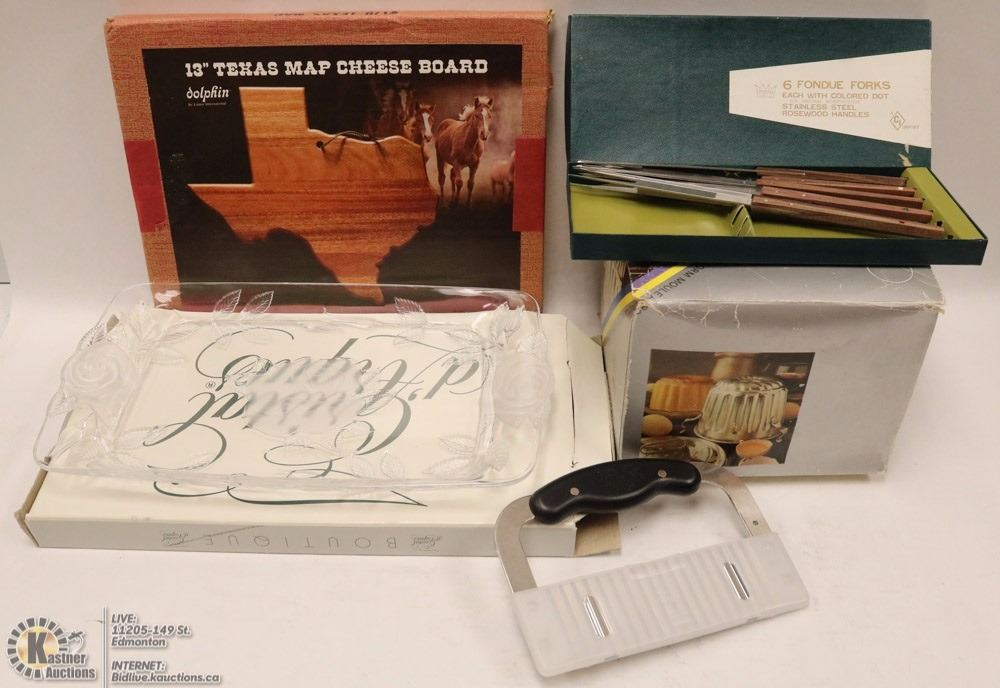 13" TEXAS MAP CHEESE BOARD
dolphin
6 FONDUE FORKS
EACH WITH COLORED DOT
STAINLESS STEEL
ROSEWOOD HANDLES
Cristal
d'Arques
BOUTIQUE
LIVE:
11205-149 St.
Edmonton
INTERNET:
Bidlive.kauctions.ca
Kastner
Auctions